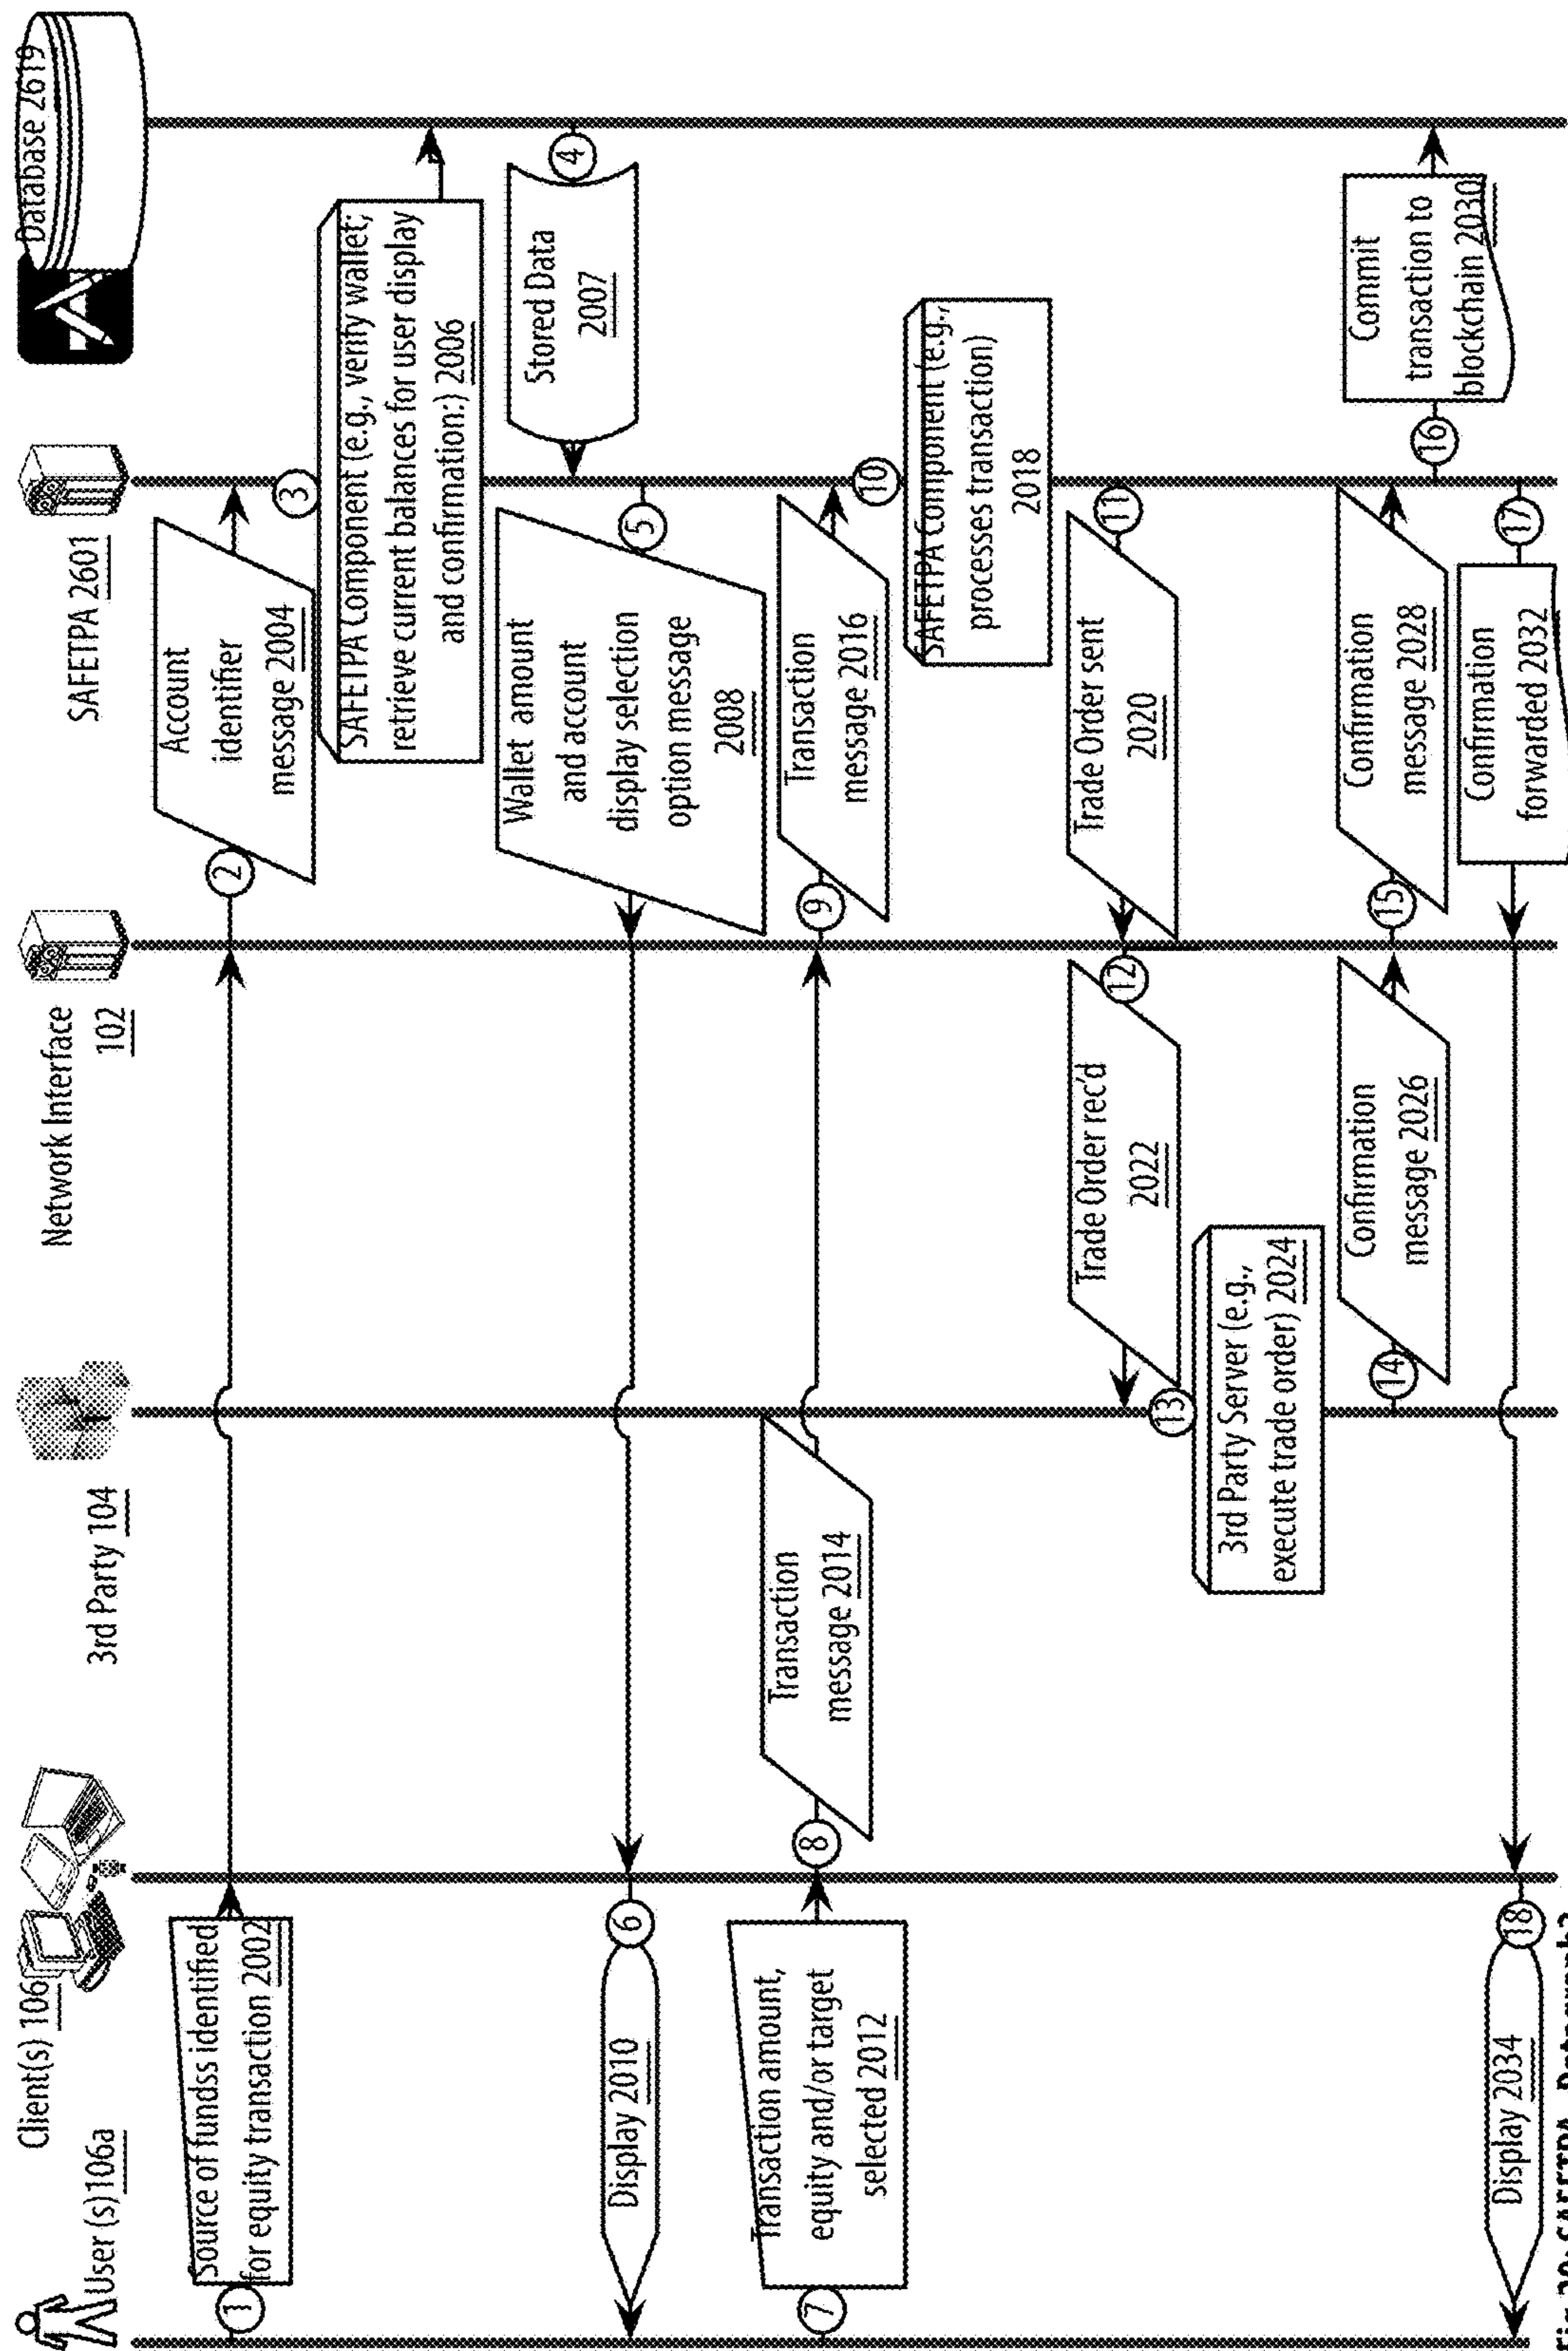 User (s)106a
Client(s) 106
3rd Party 104
Network Interface
102
SAFETPA 2601
Database 2619
1
Source of fundss identified
for equity transaction 2002
2
Account
identifier
message 2004
3
SAFETPA Component (e.g., verify wallet;
retrieve current balances for user display
and confirmation:) 2006
4
Stored Data
2007
5
Wallet amount
and account
display selection
option message
2008
6
Display 2010
7
Transaction amount,
equity and/or target
selected 2012
8
Transaction
message 2014
9
Transaction
message 2016
10
SAFETPA Component (e.g.,
processes transaction)
2018
11
Trade Order sent
2020
12
Trade Order rec'd
2022
13
3rd Party Server (e.g.,
execute trade order) 2024
14
Confirmation
message 2026
15
Confirmation
message 2028
16
Commit
transaction to
blockchain 2030
17
Confirmation
forwarded 2032
18
Display 2034